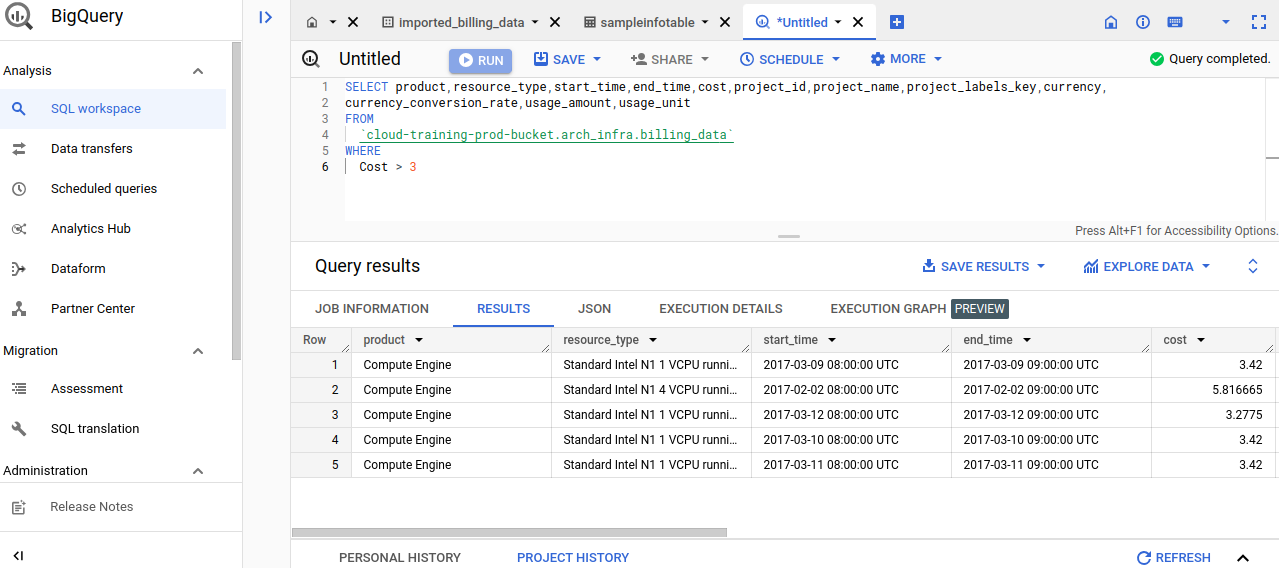 BigQuery
Analysis
SQL workspace
Data transfers
Scheduled queries
Analytics Hub
Dataform
Partner Center
Migration
Assessment
SQL translation
Administration
Release Notes
imported_billing_data
sampleinfotable
*Untitled
Untitled
RUN
SAVE
SHARE
SCHEDULE
MORE
Query completed.
1 SELECT product,resource_type,start_time,end_time,cost,project_id,project_name,project_labels_key,currency,
2 currency_conversion_rate,usage_amount,usage_unit
3 FROM
4 `cloud-training-prod-bucket.arch_infra.billing_data`
5 WHERE
6 Cost > 3
Press Alt+F1 for Accessibility Options.
Query results
SAVE RESULTS
EXPLORE DATA
JOB INFORMATION RESULTS JSON EXECUTION DETAILS EXECUTION GRAPH PREVIEW
Row product resource_type start_time end_time cost
1 Compute Engine Standard Intel N1 1 VCPU runni... 2017-03-09 08:00:00 UTC 2017-03-09 09:00:00 UTC 3.42
2 Compute Engine Standard Intel N1 4 VCPU runni... 2017-02-02 08:00:00 UTC 2017-02-02 09:00:00 UTC 5.816665
3 Compute Engine Standard Intel N1 1 VCPU runni... 2017-03-12 08:00:00 UTC 2017-03-12 09:00:00 UTC 3.2775
4 Compute Engine Standard Intel N1 1 VCPU runni... 2017-03-10 08:00:00 UTC 2017-03-10 09:00:00 UTC 3.42
5 Compute Engine Standard Intel N1 1 VCPU runni... 2017-03-11 08:00:00 UTC 2017-03-11 09:00:00 UTC 3.42
PERSONAL HISTORY PROJECT HISTORY REFRESH